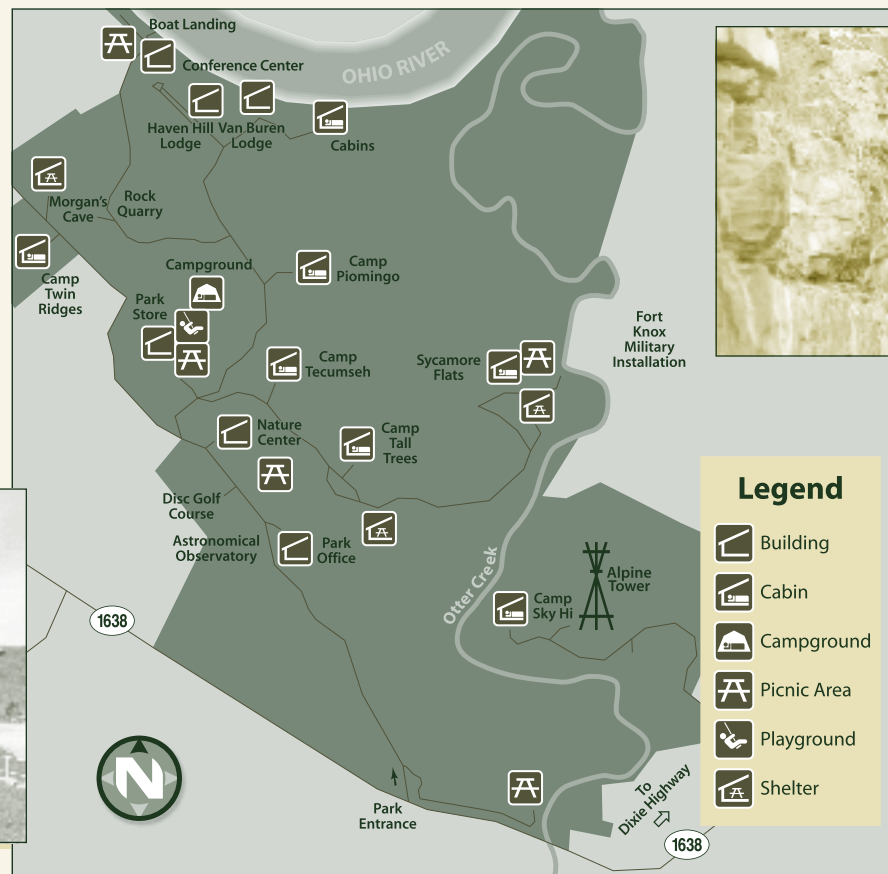 Boat Landing
Conference Center
OHIO RIVER
Haven Hill
Lodge
Van Buren
Lodge
Cabins
Morgan's
Cave
Rock
Quarry
Camp
Twin
Ridges
Campground
Camp
Piomingo
Park
Store
Camp
Tecumseh
Sycamore
Flats
Fort
Knox
Military
Installation
Nature
Center
Camp
Tall
Trees
Disc Golf
Course
Astronomical
Observatory
Park
Office
Otter Creek
Camp
Sky Hi
Alpine
Tower
1638
N
Park
Entrance
To
Dixie Highway
1638
Legend
Building
Cabin
Campground
Picnic Area
Playground
Shelter